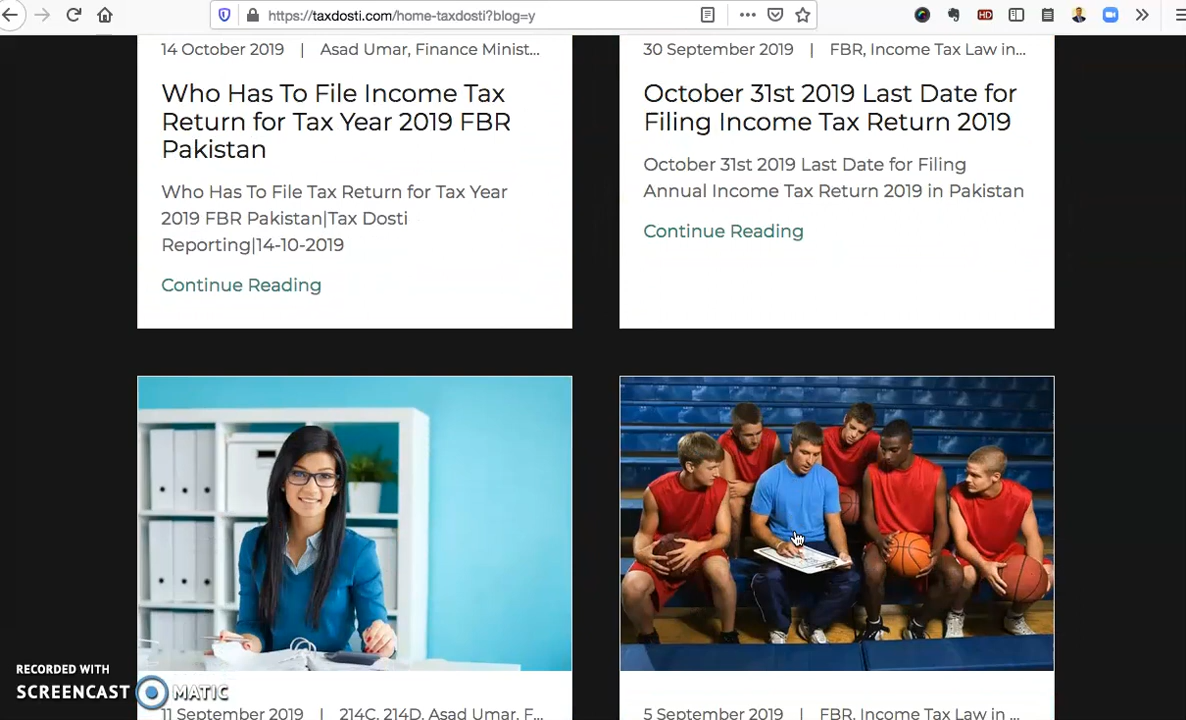 https://taxdosti.com/home-taxdosti?blog=y
HD
14 October 2019 | Asad Umar, Finance Minist...
Who Has To File Income Tax
Return for Tax Year 2019 FBR
Pakistan
Who Has To File Tax Return for Tax Year
2019 FBR Pakistan|Tax Dosti
Reporting|14-10-2019
Continue Reading
30 September 2019 | FBR, Income Tax Law in...
October 31st 2019 Last Date for
Filing Income Tax Return 2019
October 31st 2019 Last Date for Filing
Annual Income Tax Return 2019 in Pakistan
Continue Reading
11 September 2019 | 214C, 214D, Asad Umar, F...
5 September 2019 | FBR, Income Tax Law in ...
RECORDED WITH
SCREENCAST MATIC